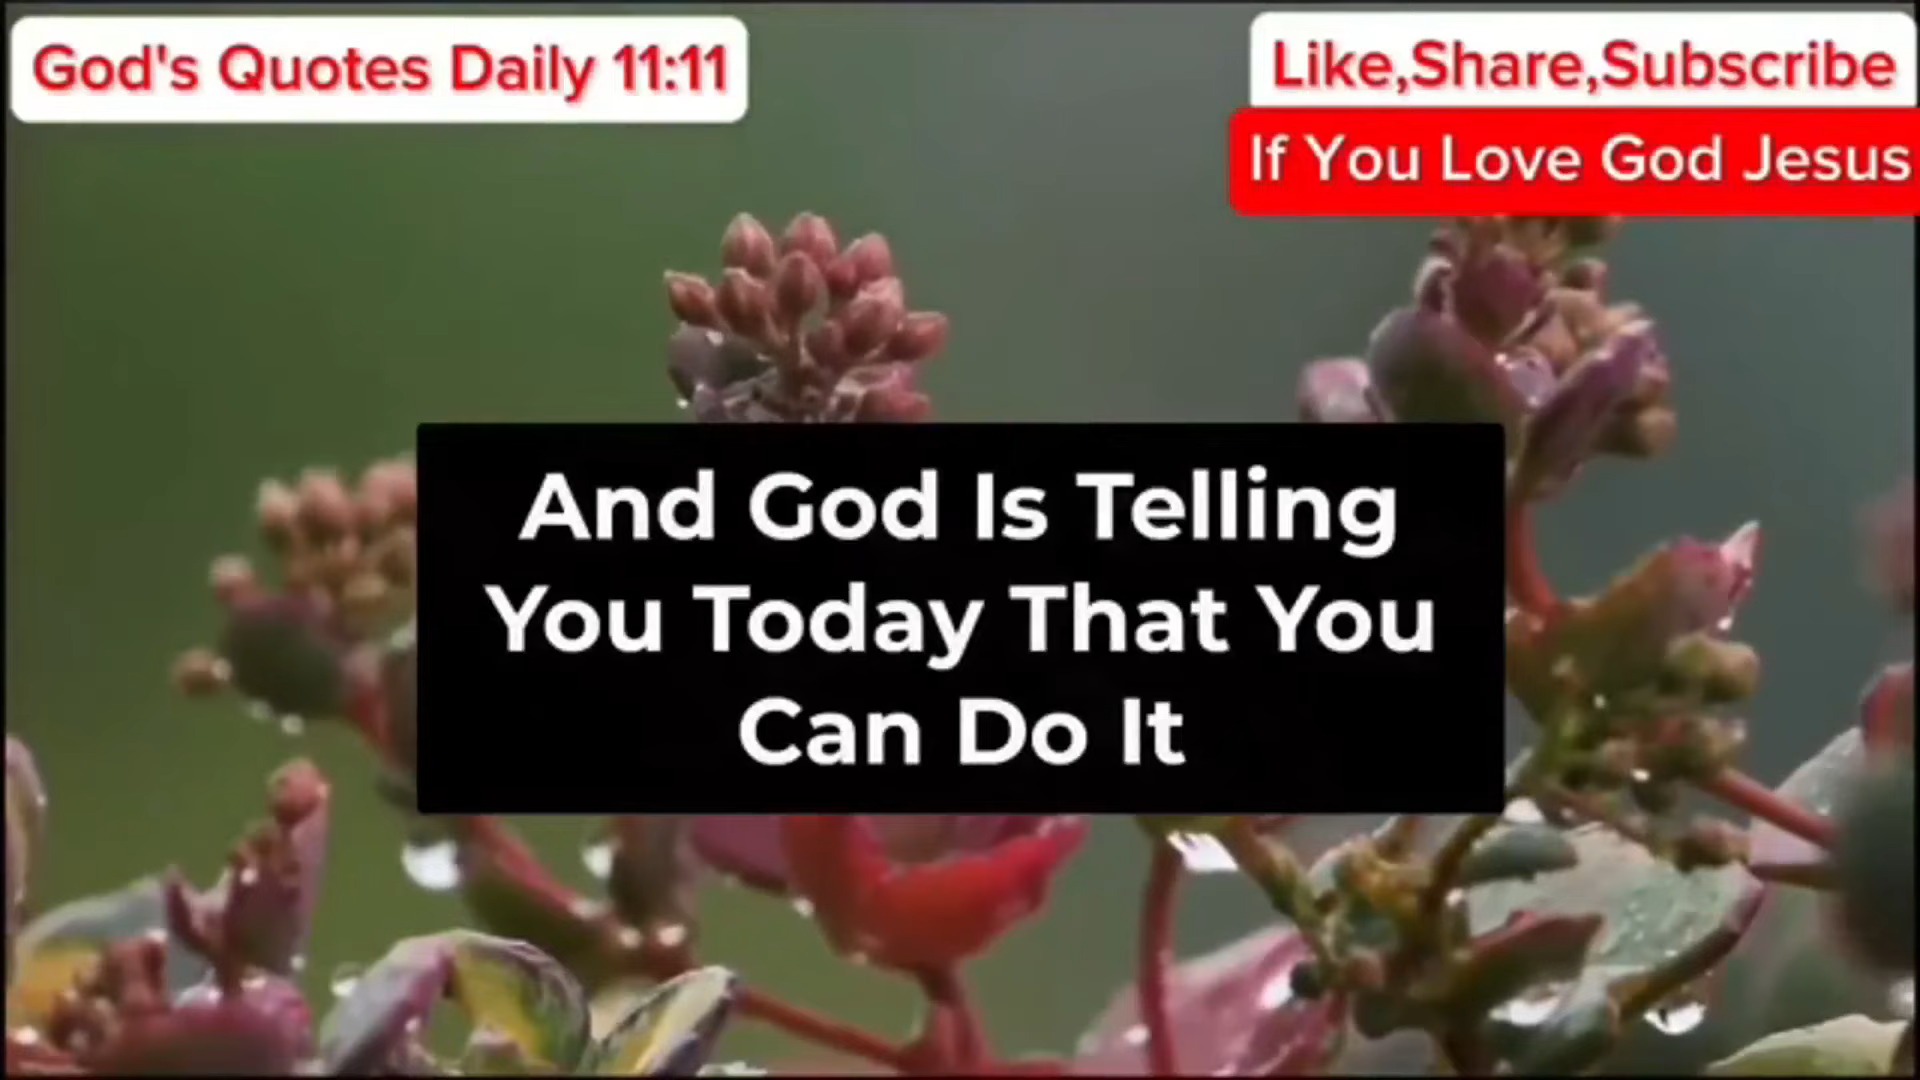 God's Quotes Daily 11:11
Like,Share,Subscribe
If You Love God Jesus
And God Is Telling
You Today That You
Can Do It